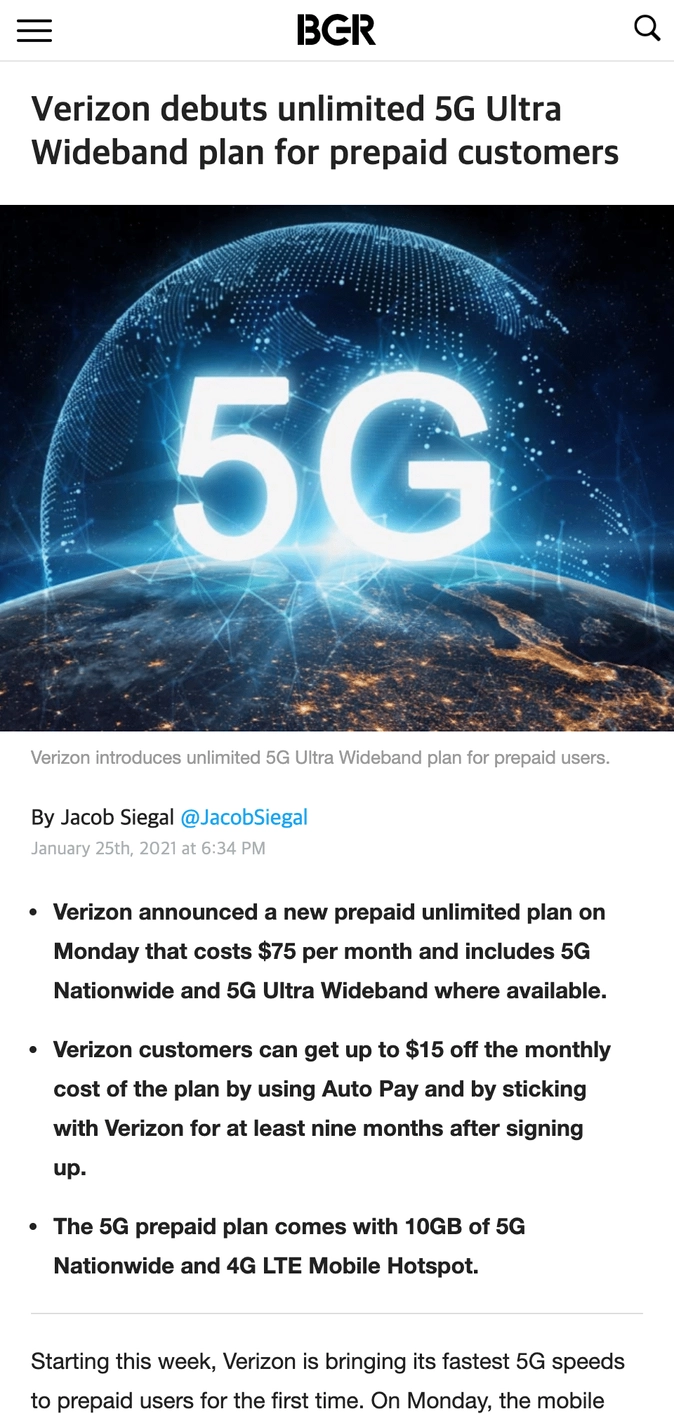 BGR
Verizon debuts unlimited 5G Ultra
Wideband plan for prepaid customers
5G
Verizon introduces unlimited 5G Ultra Wideband plan for prepaid users.
By Jacob Siegal @JacobSiegal
January 25th, 2021 at 6:34 PM
• Verizon announced a new prepaid unlimited plan on
Monday that costs $75 per month and includes 5G
Nationwide and 5G Ultra Wideband where available.
• Verizon customers can get up to $15 off the monthly
cost of the plan by using Auto Pay and by sticking
with Verizon for at least nine months after signing
up.
• The 5G prepaid plan comes with 10GB of 5G
Nationwide and 4G LTE Mobile Hotspot.
Starting this week, Verizon is bringing its fastest 5G speeds
to prepaid users for the first time. On Monday, the mobile